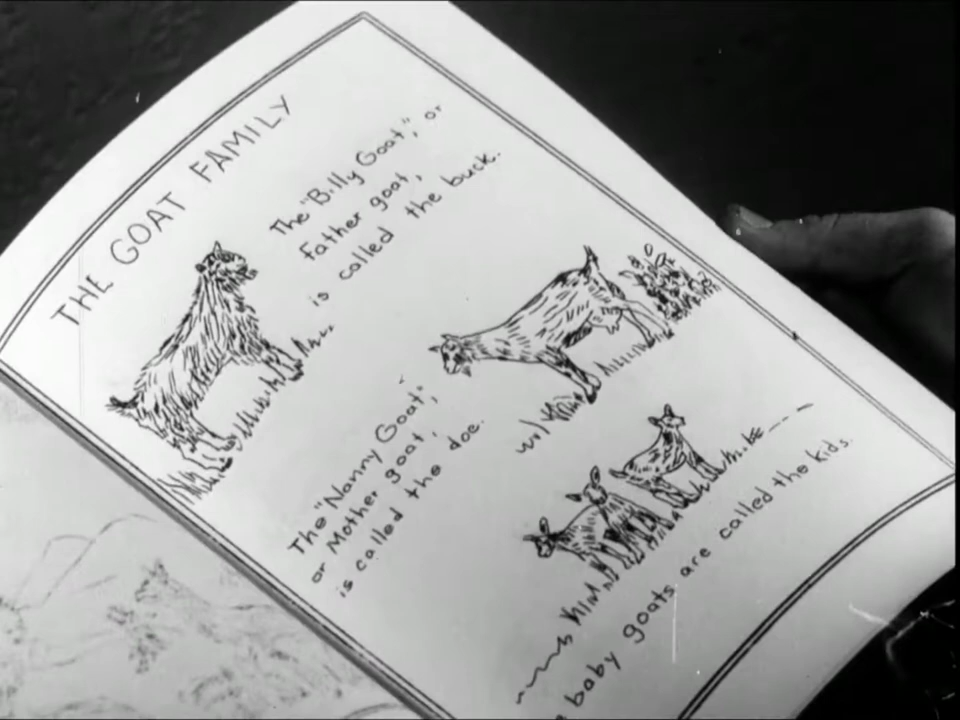 THE GOAT FAMILY
The "Billy Goat", or
father goat,
is called the buck.
The "Nanny Goat",
or Mother goat,
is called the doe.
baby goats are called the kids.